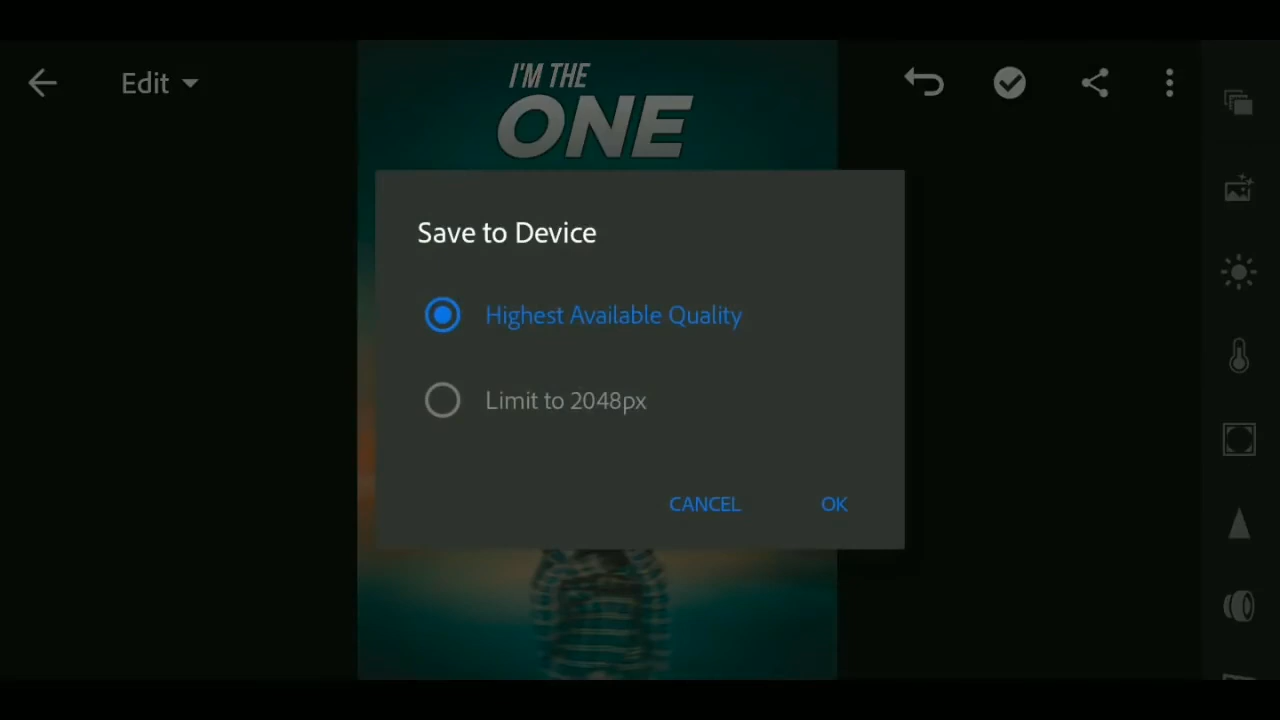 Edit
I'M THE
ONE
Save to Device
Highest Available Quality
Limit to 2048px
CANCEL
OK